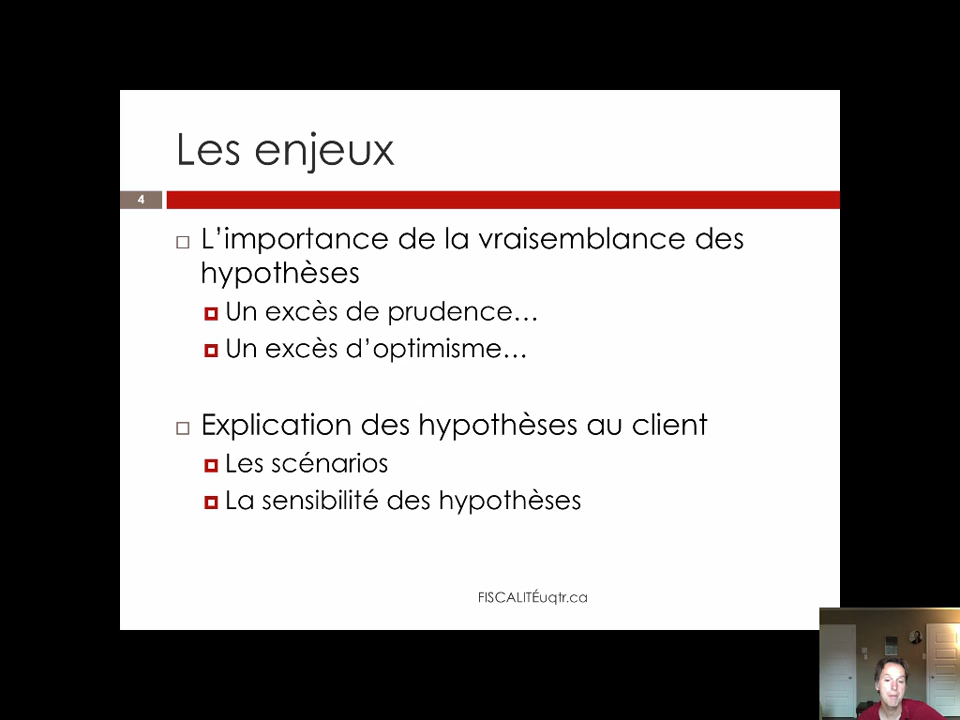 Les enjeux
4
L'importance de la vraisemblance des
hypothèses
Un excès de prudence…
Un excès d'optimisme…
Explication des hypothèses au client
Les scénarios
La sensibilité des hypothèses
FISCALITÉuqtr.ca